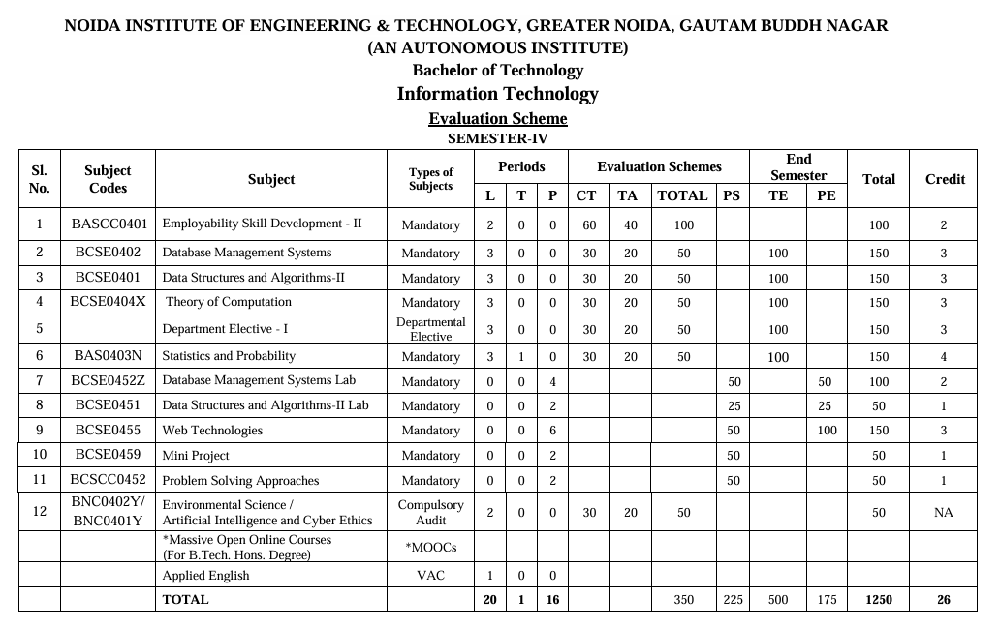 NOIDA INSTITUTE OF ENGINEERING & TECHNOLOGY, GREATER NOIDA, GAUTAM BUDDH NAGAR
(AN AUTONOMOUS INSTITUTE)
Bachelor of Technology
Information Technology
Evaluation Scheme
SEMESTER-IV
Sl. No. Subject Codes Subject Types of Subjects Periods Evaluation Schemes End Semester Total Credit
L T P CT TA TOTAL PS TE PE
1 BASCC0401 Employability Skill Development - II Mandatory 2 0 0 60 40 100 100 2
2 BCSE0402 Database Management Systems Mandatory 3 0 0 30 20 50 100 150 3
3 BCSE0401 Data Structures and Algorithms-II Mandatory 3 0 0 30 20 50 100 150 3
4 BCSE0404X Theory of Computation Mandatory 3 0 0 30 20 50 100 150 3
5 Department Elective - I Departmental Elective 3 0 0 30 20 50 100 150 3
6 BAS0403N Statistics and Probability Mandatory 3 1 0 30 20 50 100 150 4
7 BCSE0452Z Database Management Systems Lab Mandatory 0 0 4 50 50 100 2
8 BCSE0451 Data Structures and Algorithms-II Lab Mandatory 0 0 2 25 25 50 1
9 BCSE0455 Web Technologies Mandatory 0 0 6 50 100 150 3
10 BCSE0459 Mini Project Mandatory 0 0 2 50 50 1
11 BCSCC0452 Problem Solving Approaches Mandatory 0 0 2 50 50 1
12 BNC0402Y/ BNC0401Y Environmental Science / Artificial Intelligence and Cyber Ethics Compulsory Audit 2 0 0 30 20 50 50 NA
*Massive Open Online Courses (For B.Tech. Hons. Degree) *MOOCs
Applied English VAC 1 0 0
TOTAL 20 1 16 350 225 500 175 1250 26